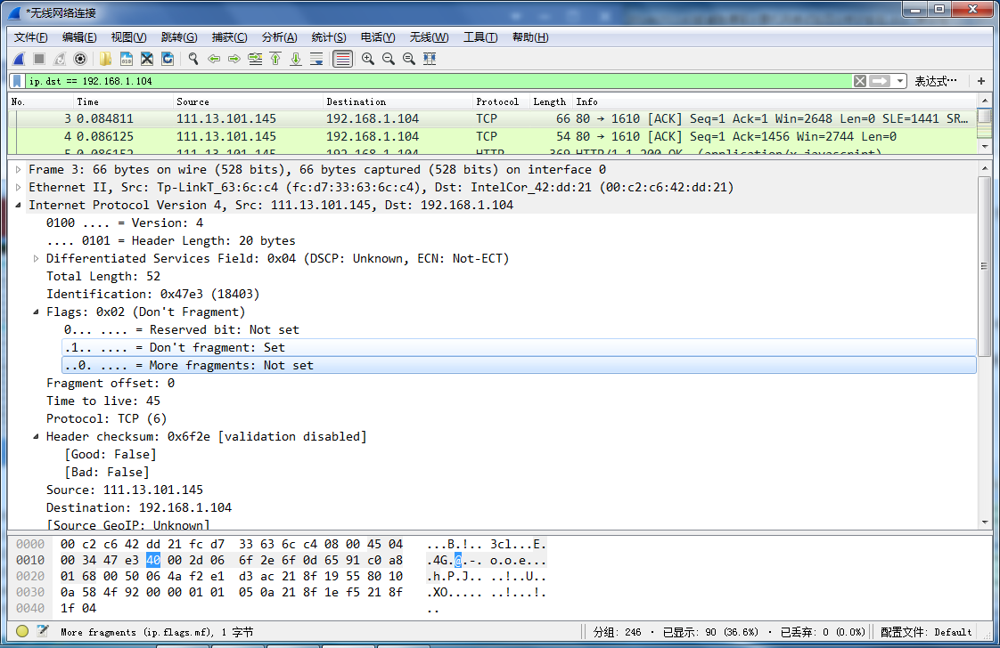 *无线网络连接
文件(F) 编辑(E) 视图(V) 跳转(G) 捕获(C) 分析(A) 统计(S) 电话(Y) 无线(W) 工具(T) 帮助(H)
ip.dst == 192.168.1.104 表达式… +
No. Time Source Destination Protocol Length Info
3 0.084811 111.13.101.145 192.168.1.104 TCP 66 80 → 1610 [ACK] Seq=1 Ack=1 Win=2648 Len=0 SLE=1441 SR…
4 0.086125 111.13.101.145 192.168.1.104 TCP 54 80 → 1610 [ACK] Seq=1 Ack=1456 Win=2744 Len=0
5 0.086152 111.13.101.145 192.168.1.104 HTTP 369 HTTP/1.1 200 OK (application/x-javascript)
Frame 3: 66 bytes on wire (528 bits), 66 bytes captured (528 bits) on interface 0
Ethernet II, Src: Tp-LinkT_63:6c:c4 (fc:d7:33:63:6c:c4), Dst: IntelCor_42:dd:21 (00:c2:c6:42:dd:21)
Internet Protocol Version 4, Src: 111.13.101.145, Dst: 192.168.1.104
0100 .... = Version: 4
.... 0101 = Header Length: 20 bytes
Differentiated Services Field: 0x04 (DSCP: Unknown, ECN: Not-ECT)
Total Length: 52
Identification: 0x47e3 (18403)
Flags: 0x02 (Don't Fragment)
0... .... = Reserved bit: Not set
.1.. .... = Don't fragment: Set
..0. .... = More fragments: Not set
Fragment offset: 0
Time to live: 45
Protocol: TCP (6)
Header checksum: 0x6f2e [validation disabled]
[Good: False]
[Bad: False]
Source: 111.13.101.145
Destination: 192.168.1.104
[Source GeoIP: Unknown]
0000 00 c2 c6 42 dd 21 fc d7 33 63 6c c4 08 00 45 04 ...B.!.. 3cl...E.
0010 00 34 47 e3 40 00 2d 06 6f 2e 6f 0d 65 91 c0 a8 .4G.@.-. o.o.e...
0020 01 68 00 50 06 4a f2 e1 d3 ac 21 8f 19 55 80 10 .h.P.J.. ..!..U..
0030 0a 58 4f 92 00 00 01 01 05 0a 21 8f 1e f5 21 8f .XO..... ..!...!.
0040 1f 04 ..
More fragments (ip.flags.mf), 1 字节 分组: 246 · 已显示: 90 (36.6%) · 已丢弃: 0 (0.0%) 配置文件: Default